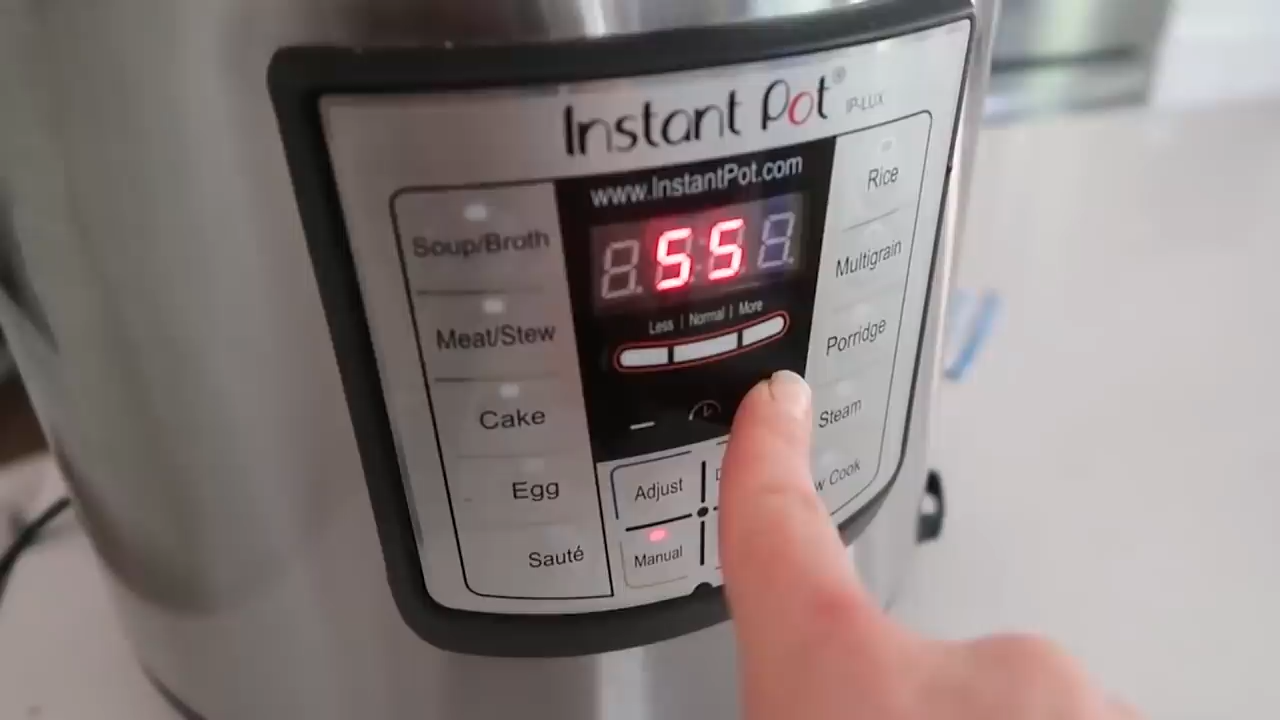 Instant Pot®
IP-LUX
www.InstantPot.com
55
Less | Normal | More
Soup/Broth
Meat/Stew
Cake
Egg
Sauté
Adjust
Manual
Rice
Multigrain
Porridge
Steam
Cook